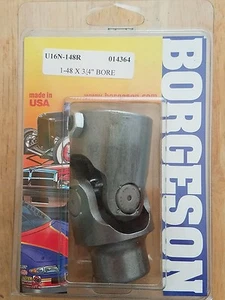 U16N-148R 014364
1-48 X 3/4" BORE
made in
USA
BORGESON